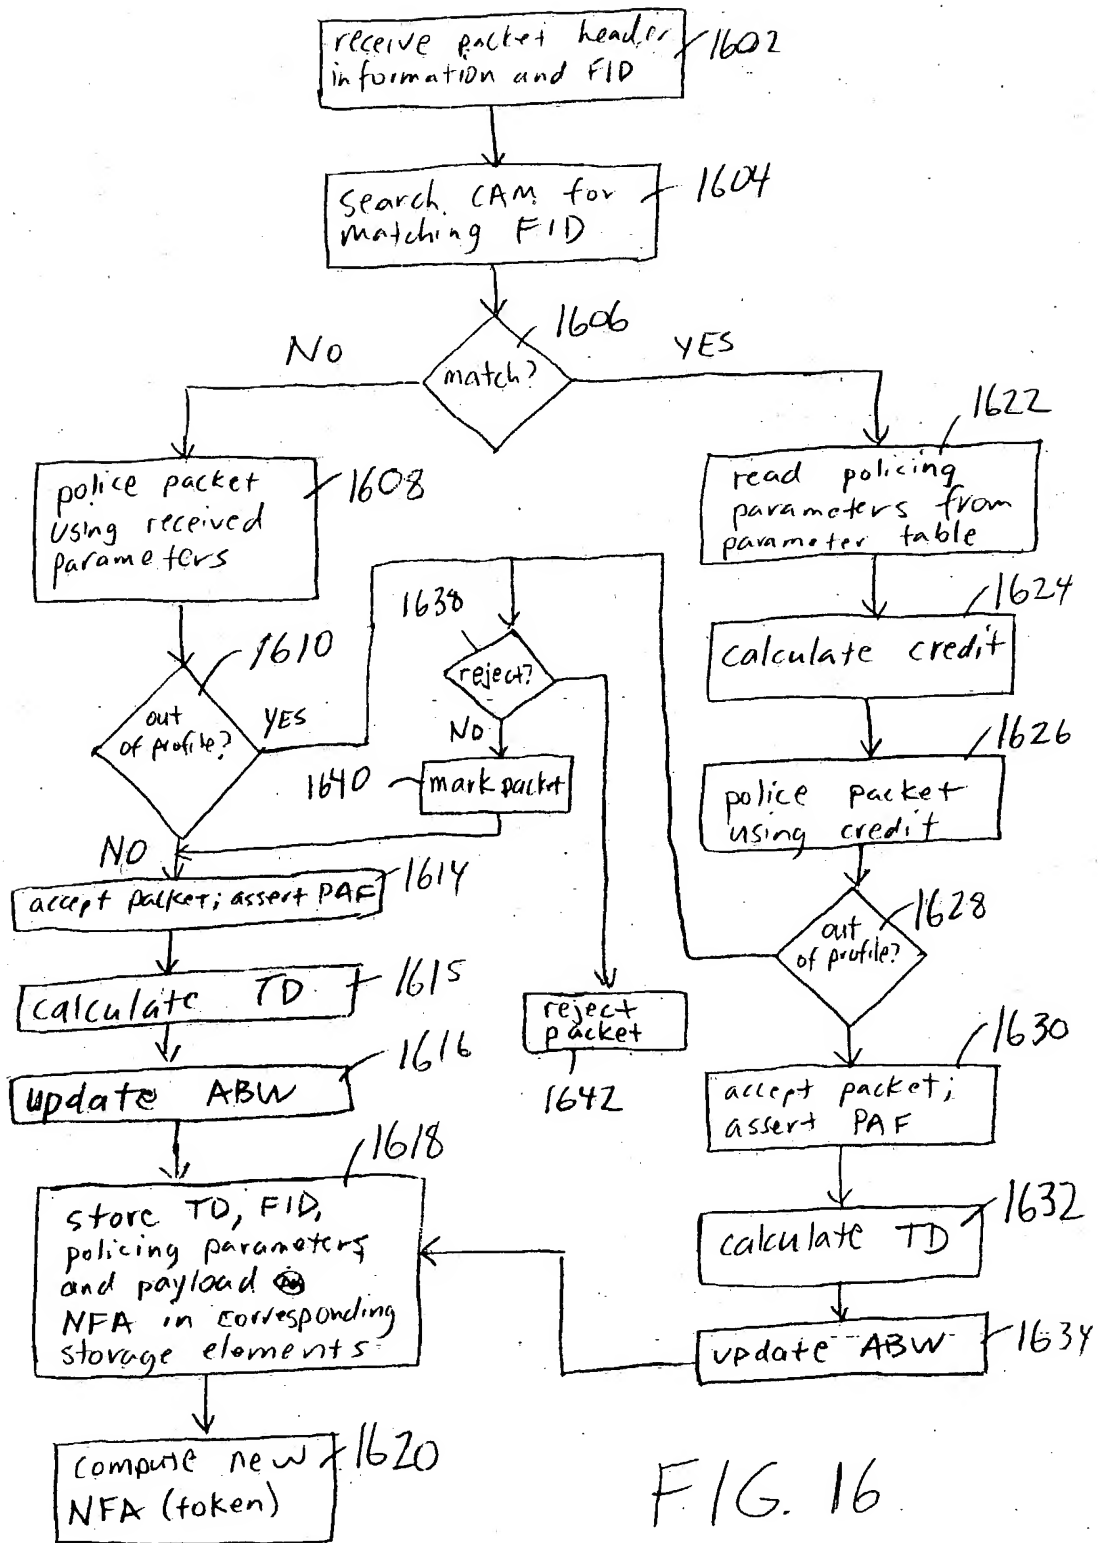 receive packet header
information and FID
1602
search CAM for
matching FID
1604
1606
match?
NO
YES
police packet
using received
parameters
1608
1622
read policing
parameters from
parameter table
1638
reject?
NO
1640
mark packet
1624
calculate credit
1610
out
of profile?
YES
NO
1626
police packet
using credit
accept packet; assert PAF
1614
1628
out
of profile?
calculate TD
1615
reject
packet
1642
update ABW
1616
1630
accept packet;
assert PAF
1618
store TD, FID,
policing parameters
and payload
NFA in corresponding
storage elements
calculate TD
1632
update ABW
1634
compute new
NFA (token)
1620
FIG. 16